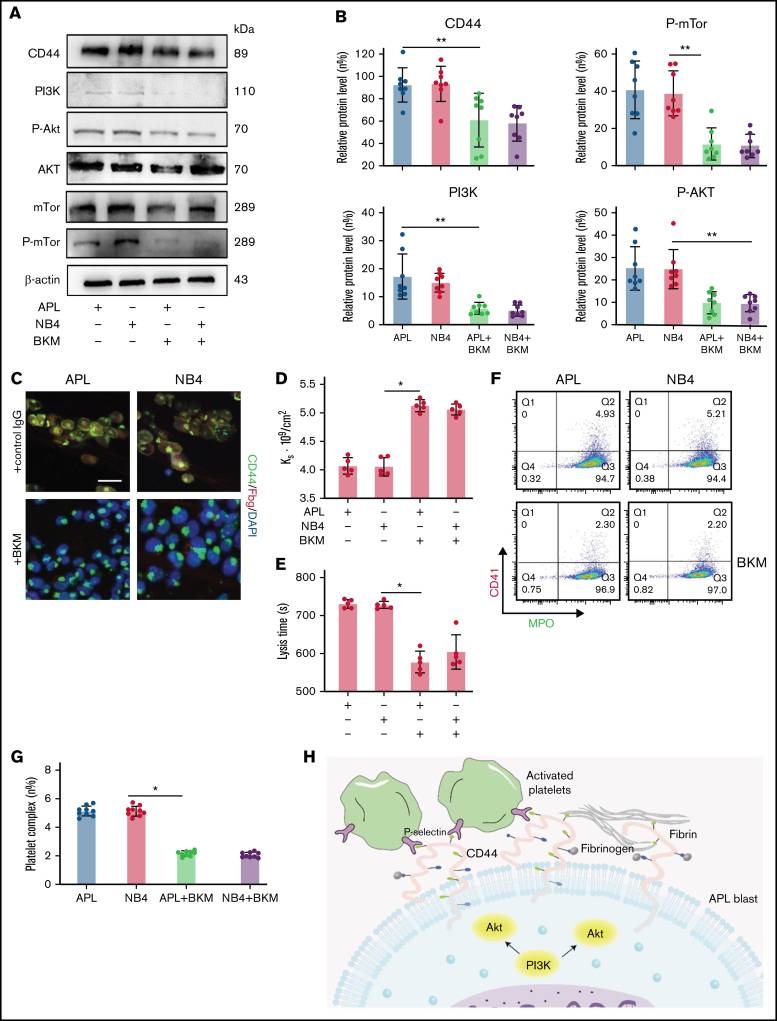 A
kDa
CD44 89
PI3K 110
P-Akt 70
AKT 70
mTor 289
P-mTor 289
β-actin 43
APL + – + –
NB4 – + – +
BKM – – + +
B
CD44
Relative protein level (n%)
120
100
80
60
40
20
**
P-mTor
Relative protein level (n%)
60
40
20
0
**
PI3K
Relative protein level (n%)
40
30
20
10
0
**
APL NB4 APL+ BKM NB4+ BKM
P-AKT
Relative protein level (n%)
50
40
30
20
10
0
**
APL NB4 APL+ BKM NB4+ BKM
C
APL NB4
+control IgG
+BKM
CD44/Fbg/DAPI
D
Ks · 10⁹/cm²
5.5
5.0
4.5
4.0
3.5
*
APL + – + –
NB4 – + – +
BKM – – + +
E
Lysis time (s)
800
700
600
500
*
+ – + –
– + – +
– – + +
F
APL NB4
Q1 Q2
0 4.93
Q4 Q3
0.32 94.7
Q1 Q2
0 5.21
Q4 Q3
0.38 94.4
Q1 Q2
0 2.30
Q4 Q3
0.75 96.9
Q1 Q2
0 2.20
Q4 Q3
0.82 97.0
BKM
CD41
MPO
G
Platelet complex (n%)
8
6
4
2
0
*
APL NB4 APL+BKM NB4+BKM
H
Activated
platelets
P-selectin
CD44
Fibrinogen
Fibrin
APL blast
Akt
Akt
PI3K